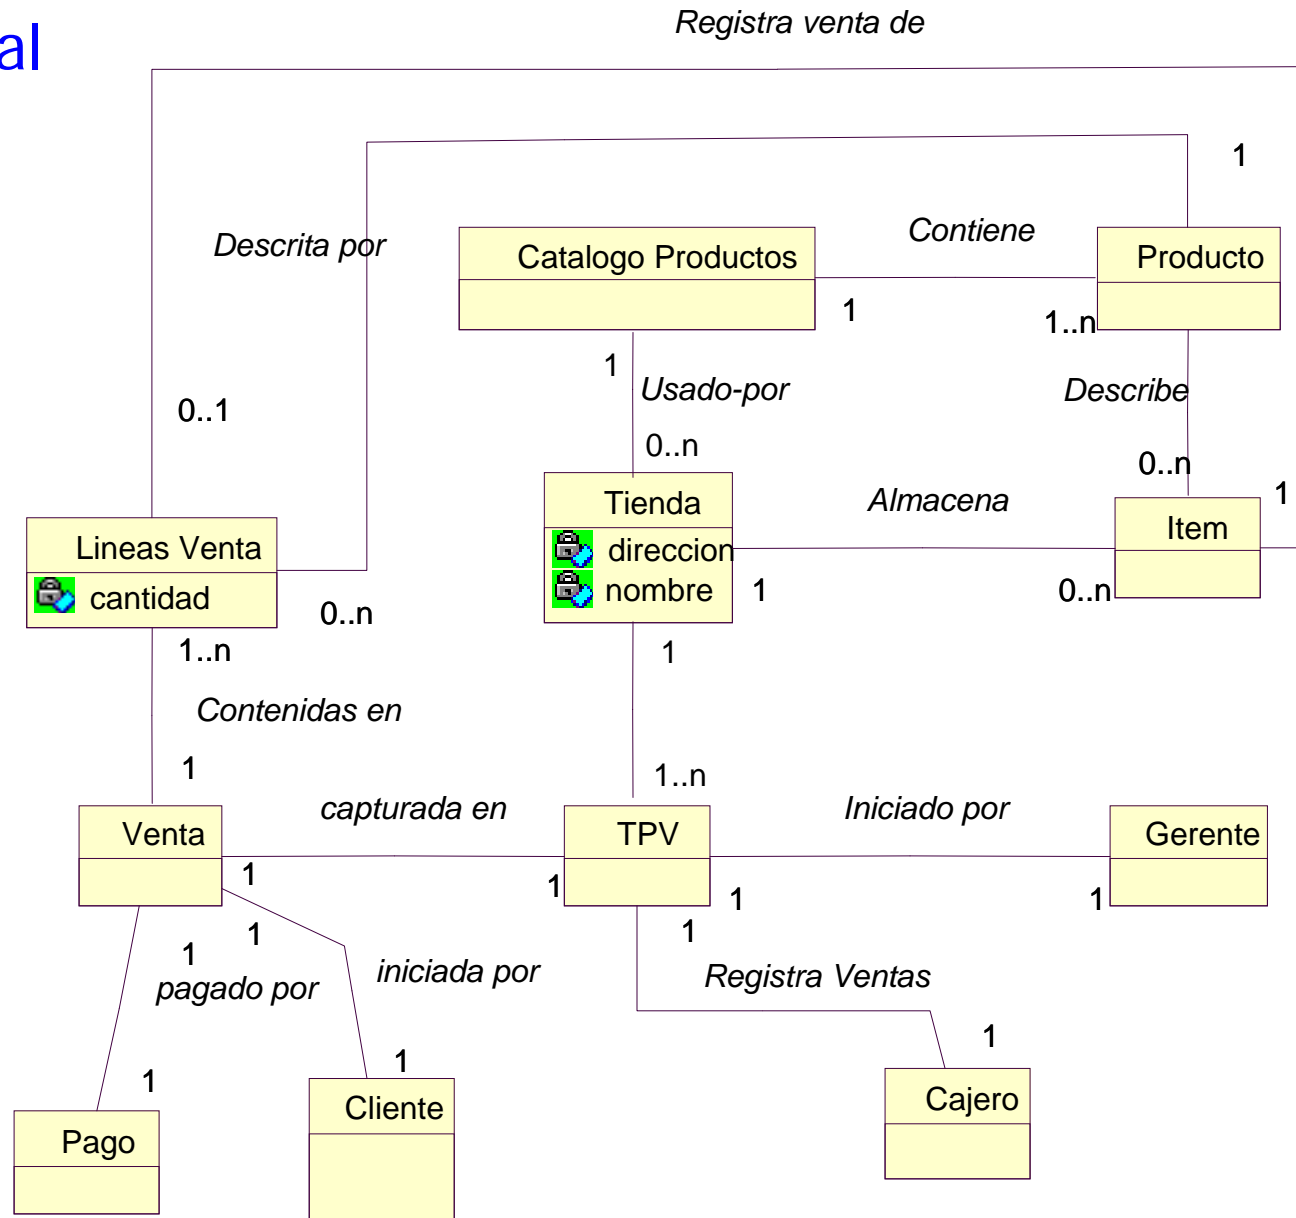 Registra venta de
al
1
Descrita por
Contiene
Catalogo Productos
Producto
1
1..n
1
Usado-por
Describe
0..1
0..n
0..n
1
Tienda
Almacena
Item
Lineas Venta
direccion
cantidad
nombre
1
0..n
0..n
1..n
1
Contenidas en
1
1..n
capturada en
Iniciado por
Venta
TPV
Gerente
1
1
1
1
1
1
1
iniciada por
Registra Ventas
pagado por
1
1
1
Cliente
Cajero
Pago